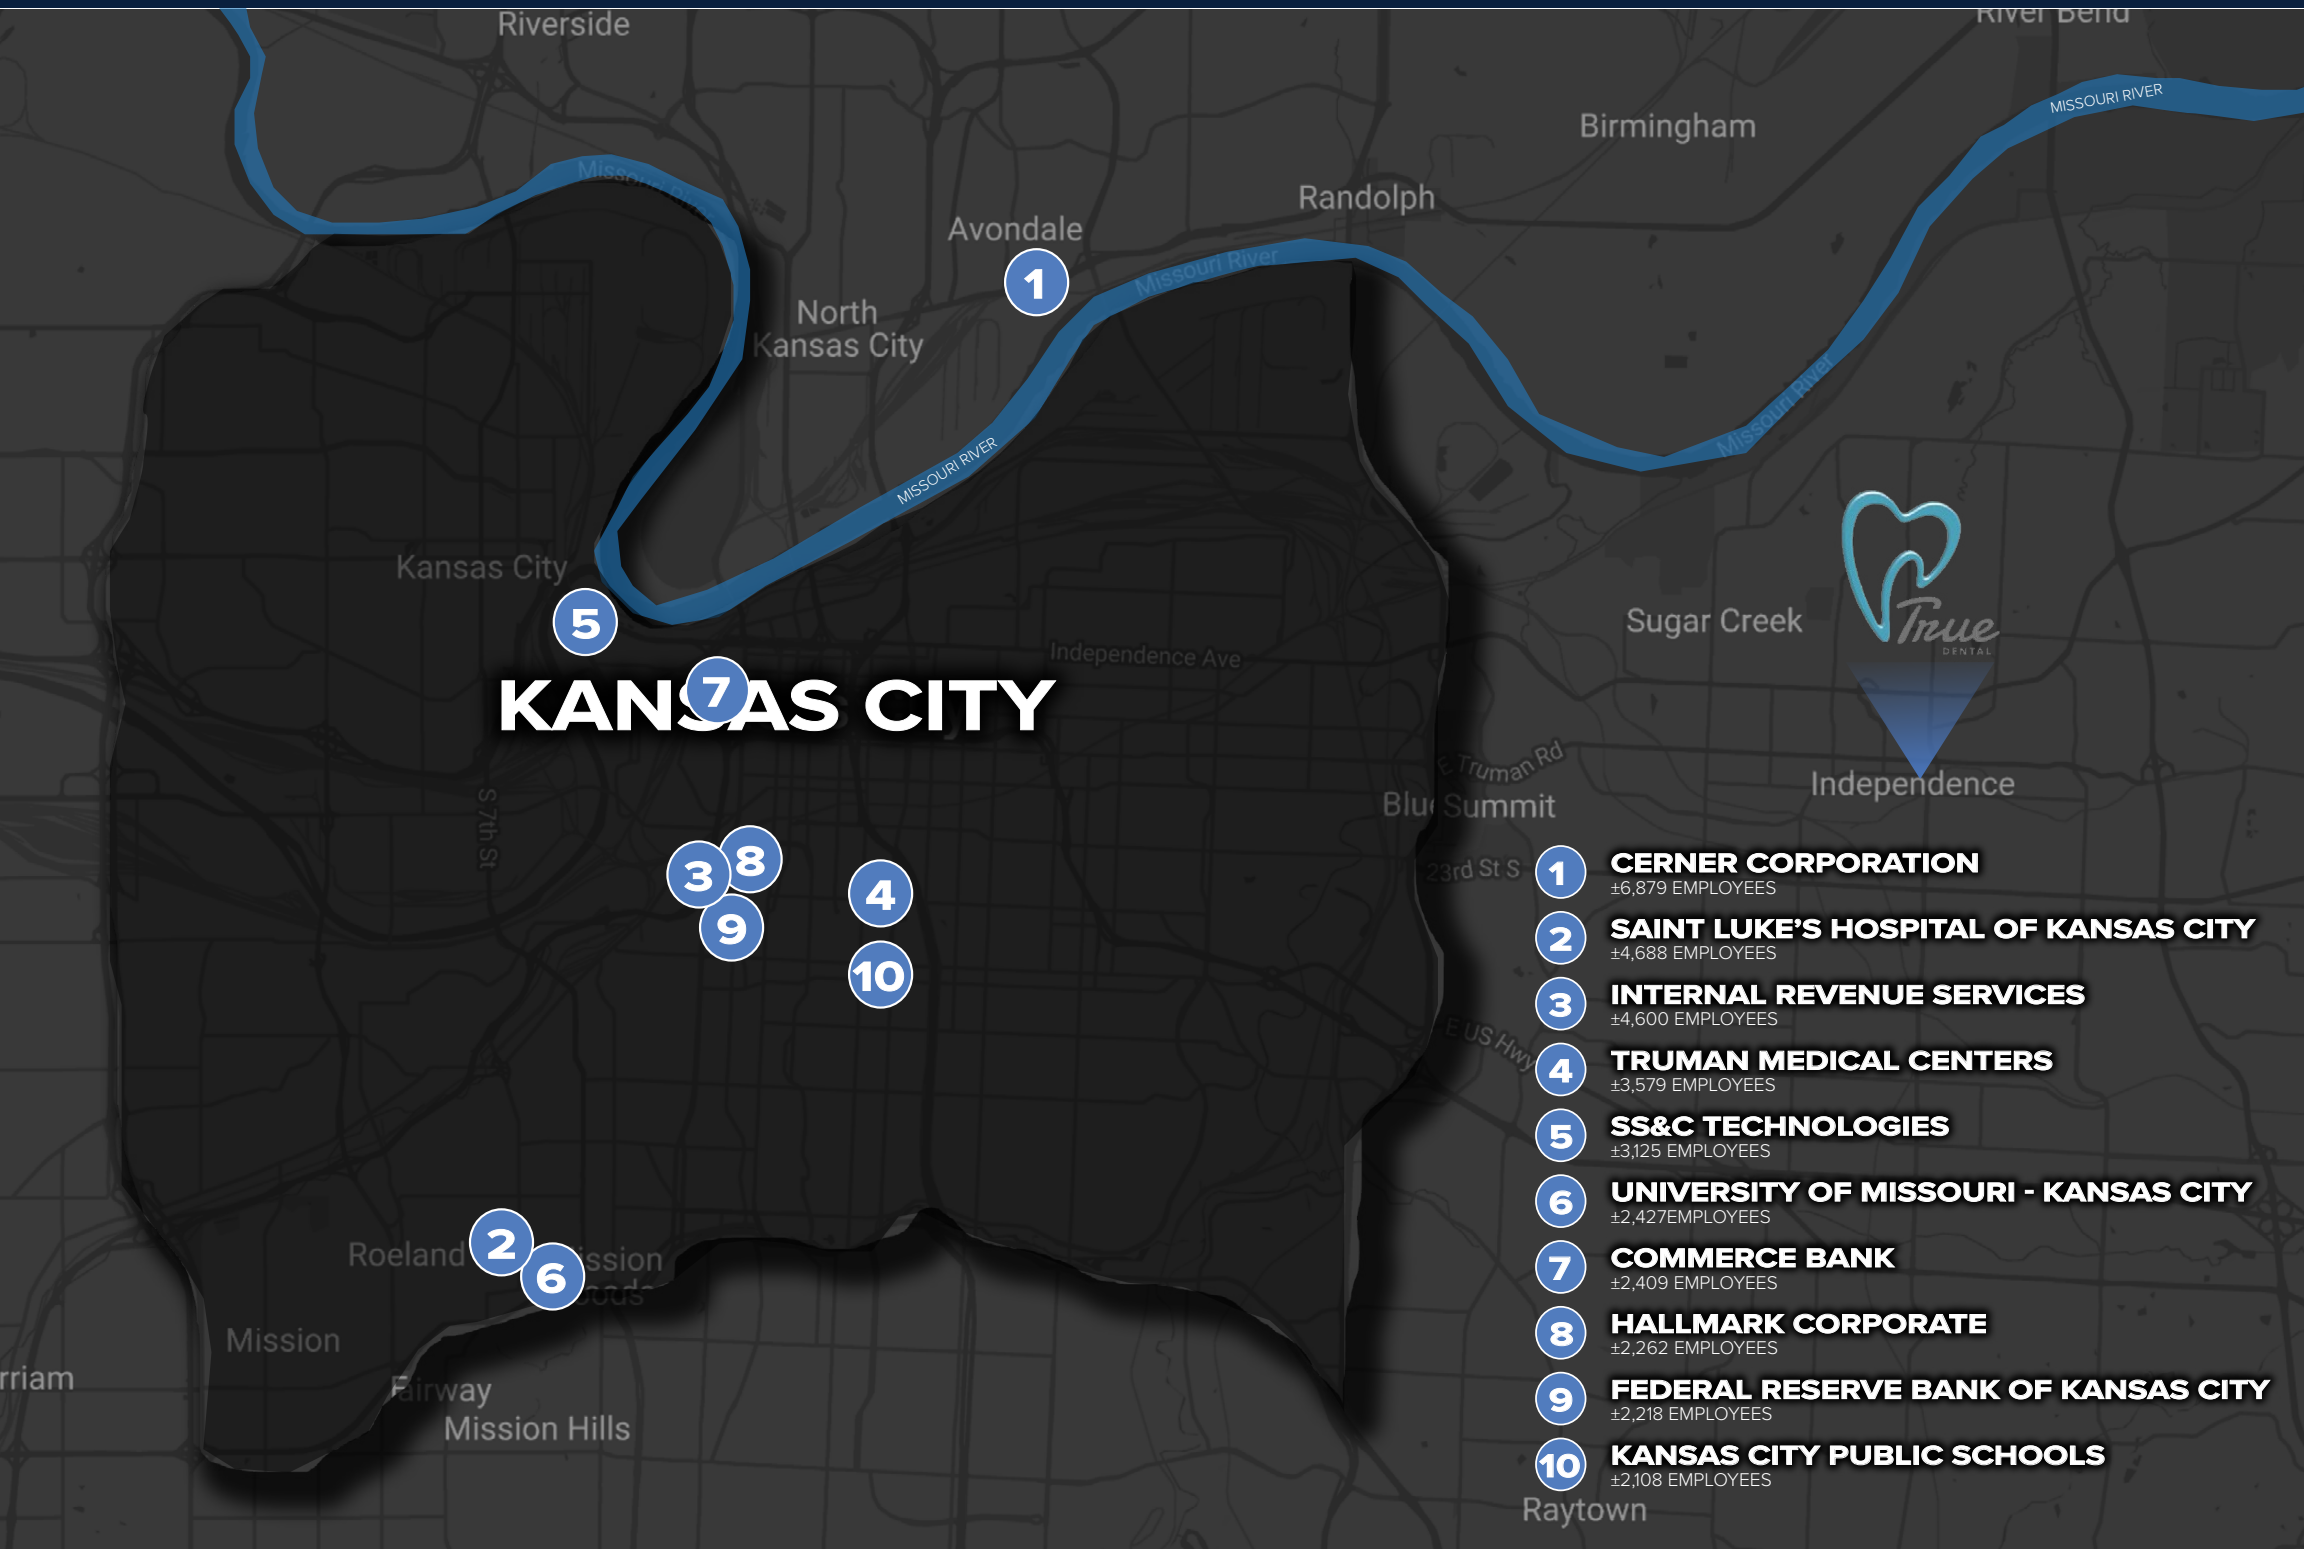 Riverside
River Bend
MISSOURI RIVER
Birmingham
Missouri River
Randolph
Avondale
1
Missouri River
North
Kansas City
MISSOURI RIVER
Missouri River
Kansas City
5
Independence Ave
Sugar Creek
True
DENTAL
7
KANSAS CITY
E Truman Rd
Independence
Blue Summit
S 7th St
3
8
4
9
10
23rd St S
E US Hwy
1
CERNER CORPORATION
±6,879 EMPLOYEES
2
SAINT LUKE'S HOSPITAL OF KANSAS CITY
±4,688 EMPLOYEES
3
INTERNAL REVENUE SERVICES
±4,600 EMPLOYEES
4
TRUMAN MEDICAL CENTERS
±3,579 EMPLOYEES
5
SS&C TECHNOLOGIES
±3,125 EMPLOYEES
6
UNIVERSITY OF MISSOURI - KANSAS CITY
±2,427EMPLOYEES
7
COMMERCE BANK
±2,409 EMPLOYEES
8
HALLMARK CORPORATE
±2,262 EMPLOYEES
9
FEDERAL RESERVE BANK OF KANSAS CITY
±2,218 EMPLOYEES
10
KANSAS CITY PUBLIC SCHOOLS
±2,108 EMPLOYEES
Roeland
2
6
ission
oods
Mission
rriam
Fairway
Mission Hills
Raytown